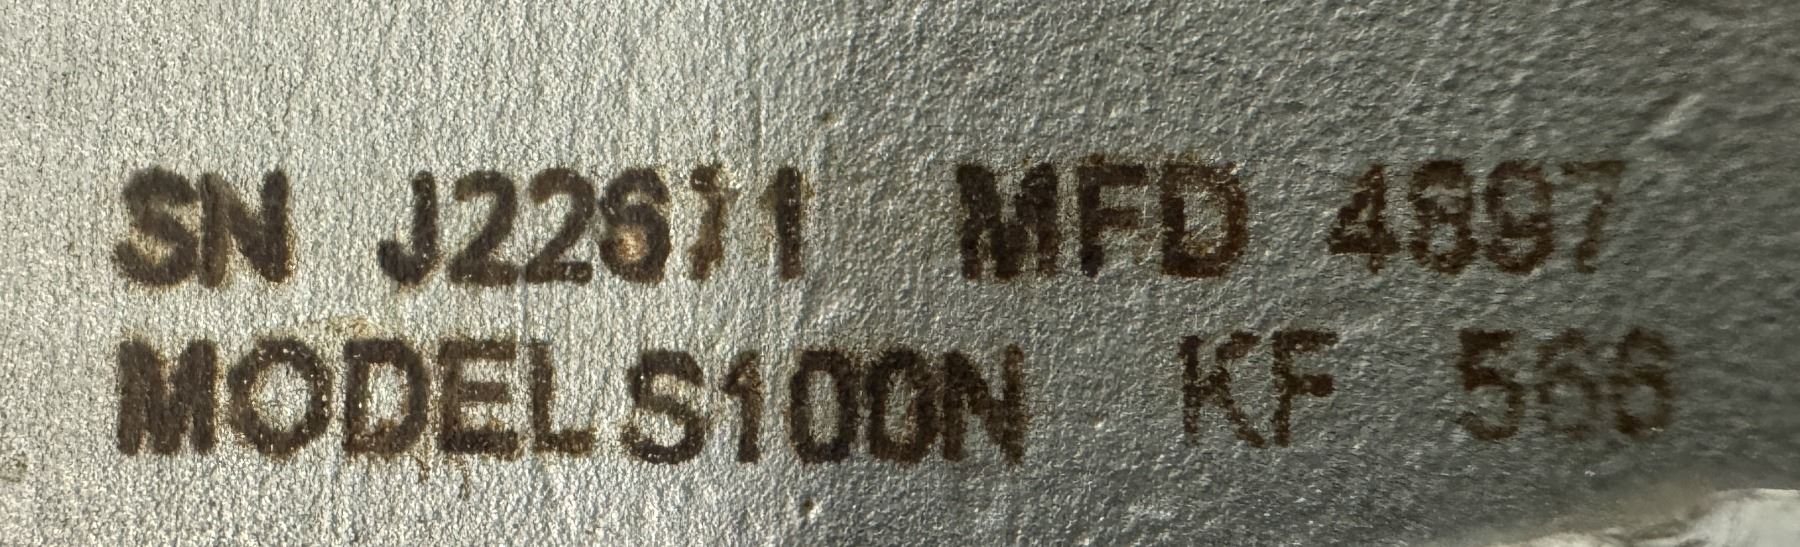 SN J22671 MFD 4897
MODEL S100N KF 566